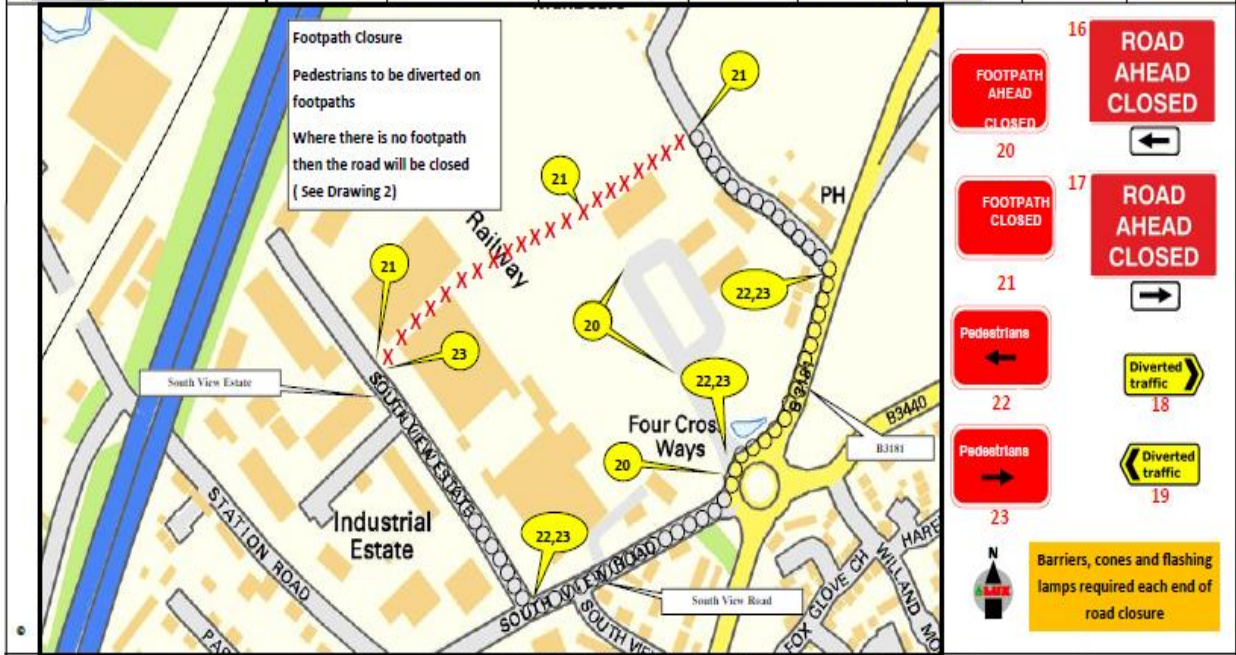 Footpath Closure
Pedestrians to be diverted on
footpaths
Where there is no footpath
then the road will be closed
( See Drawing 2)
21
21
21
23
20
20
22,23
22,23
22,23
Railway
PH
South View Estate
SOUTH VIEW ESTATE
Four Cros
Ways
B3181
B3181
B3440
STATION ROAD
Industrial
Estate
SOUTH VIEW ROAD
South View Road
SOUTH VIE
FOX GLOVE CH
HARE
WILLAND MO
PAS
©
16
ROAD
AHEAD
CLOSED
FOOTPATH
AHEAD
CLOSED
20
17
ROAD
AHEAD
CLOSED
FOOTPATH
CLOSED
21
Pedestrians
22
Diverted
traffic
18
Pedestrians
23
Diverted
traffic
19
N
Barriers, cones and flashing
lamps required each end of
road closure